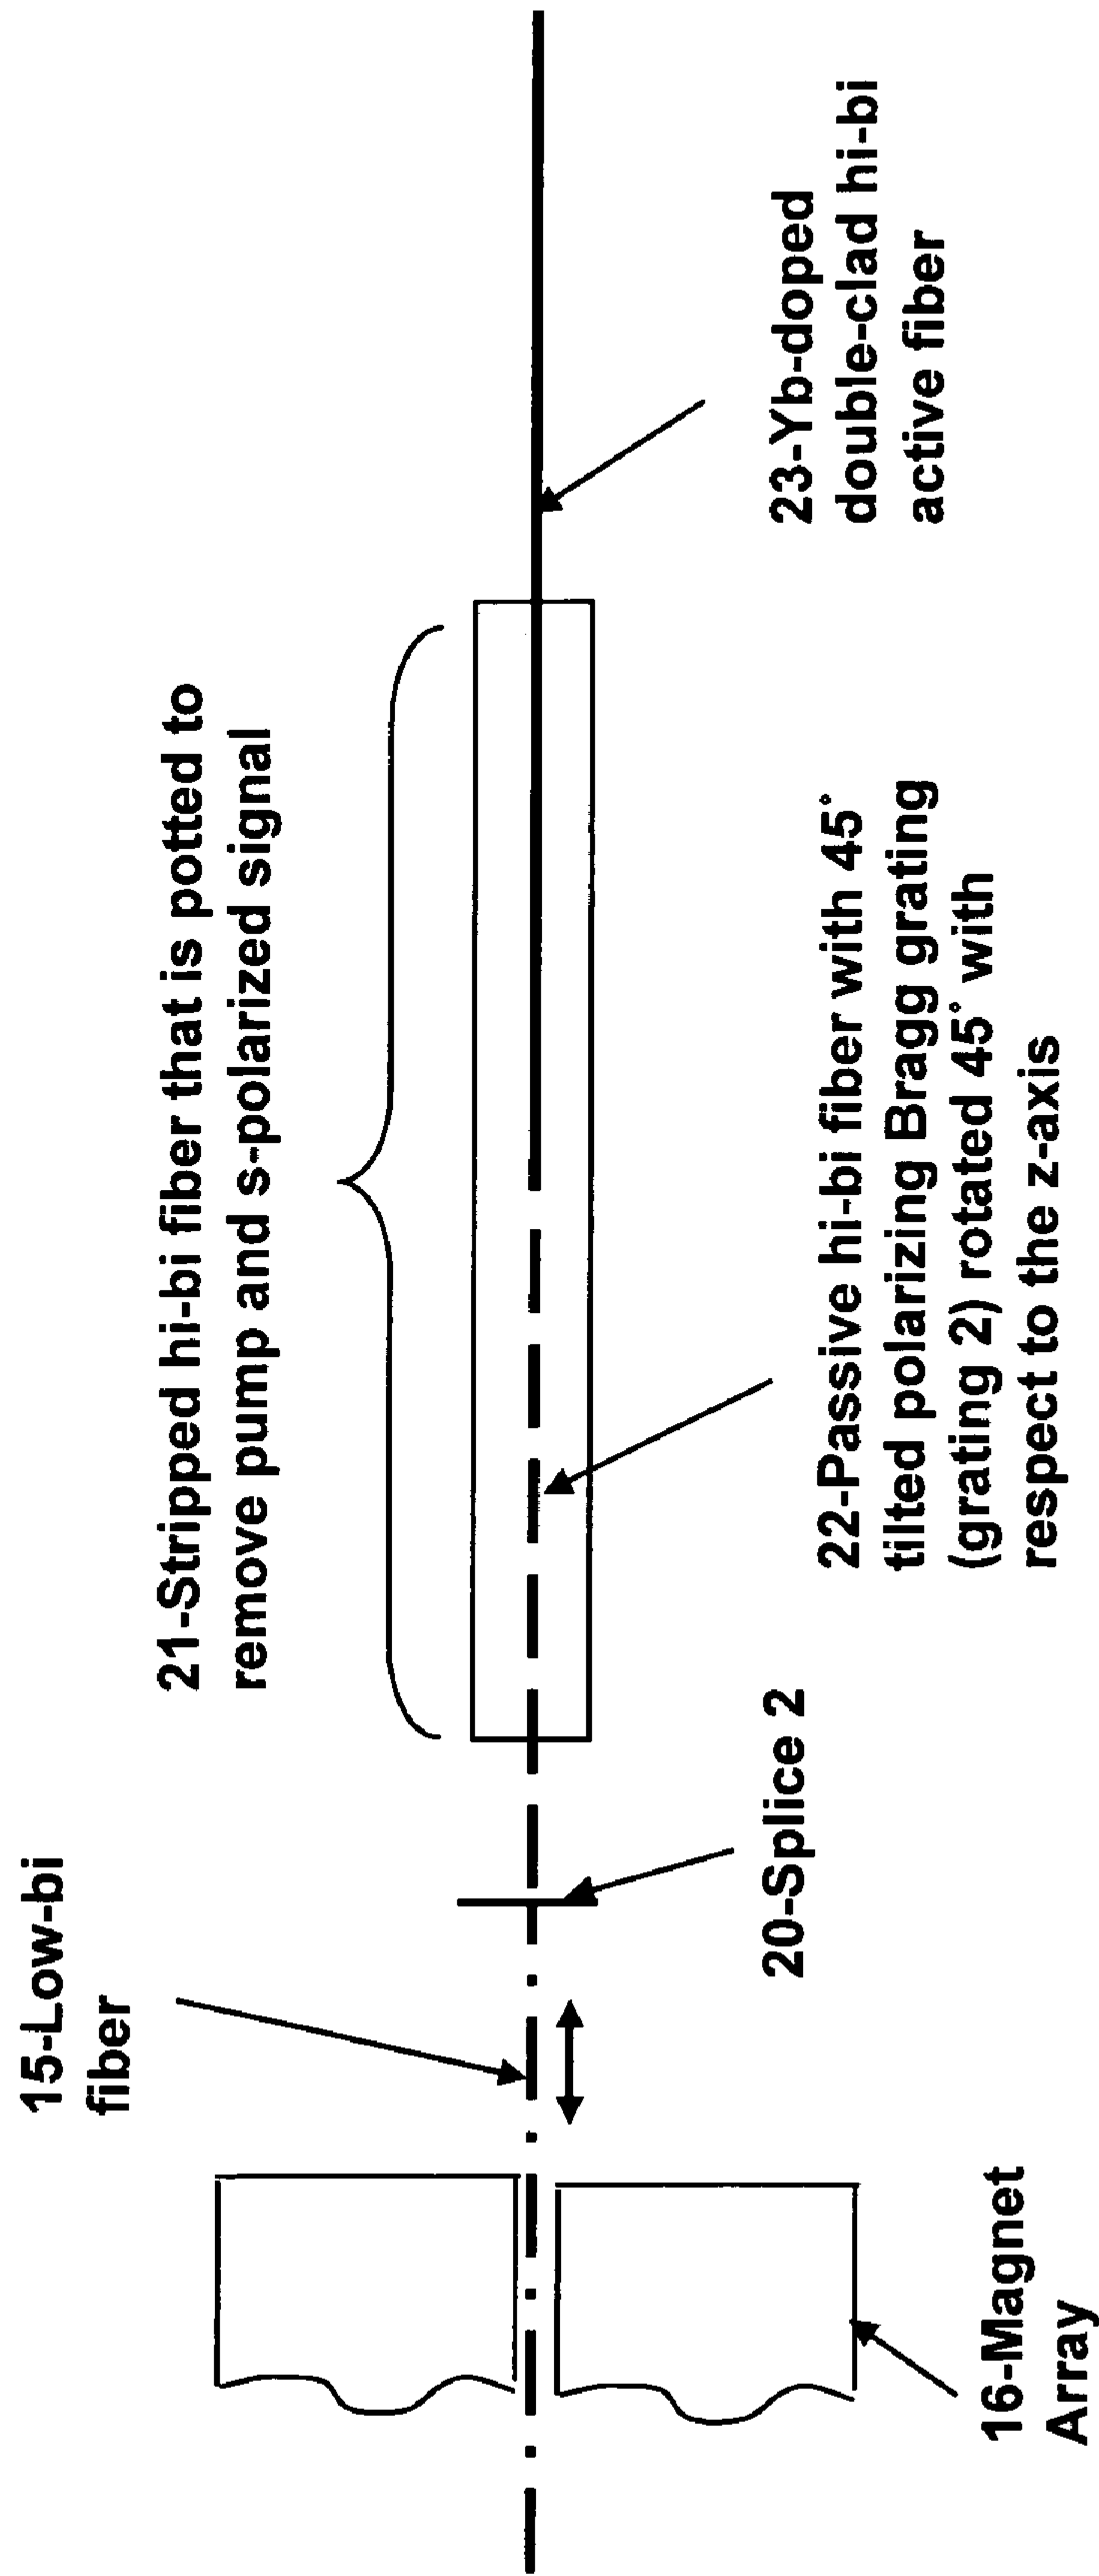 21-Stripped hi-bi fiber that is potted to
remove pump and s-polarized signal
15-Low-bi
fiber
16-Magnet
Array
20-Splice 2
22-Passive hi-bi fiber with 45°
tilted polarizing Bragg grating
(grating 2) rotated 45° with
respect to the z-axis
23-Yb-doped
double-clad hi-bi
active fiber